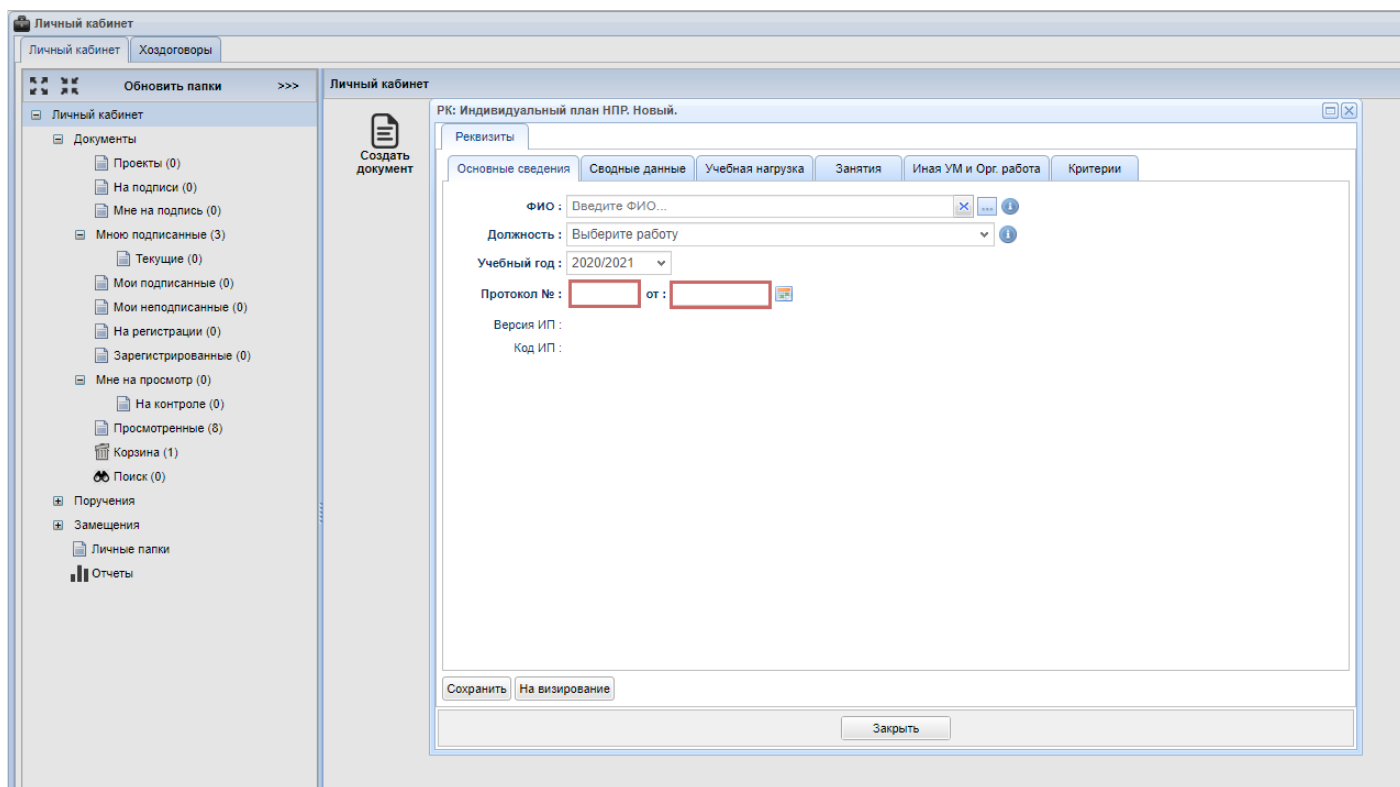 Личный кабинет
Личный кабинет Хоздоговоры
Обновить папки >>>
Личный кабинет
Документы
Проекты (0)
На подписи (0)
Мне на подпись (0)
Мною подписанные (3)
Текущие (0)
Мои подписанные (0)
Мои неподписанные (0)
На регистрации (0)
Зарегистрированные (0)
Мне на просмотр (0)
На контроле (0)
Просмотренные (8)
Корзина (1)
Поиск (0)
Поручения
Замещения
Личные папки
Отчеты
Личный кабинет
Создать
документ
РК: Индивидуальный план НПР. Новый.
Реквизиты
Основные сведения Сводные данные Учебная нагрузка Занятия Иная УМ и Орг. работа Критерии
ФИО : Введите ФИО... ...
Должность : Выберите работу
Учебный год : 2020/2021
Протокол № : от :
Версия ИП :
Код ИП :
Сохранить На визирование
Закрыть